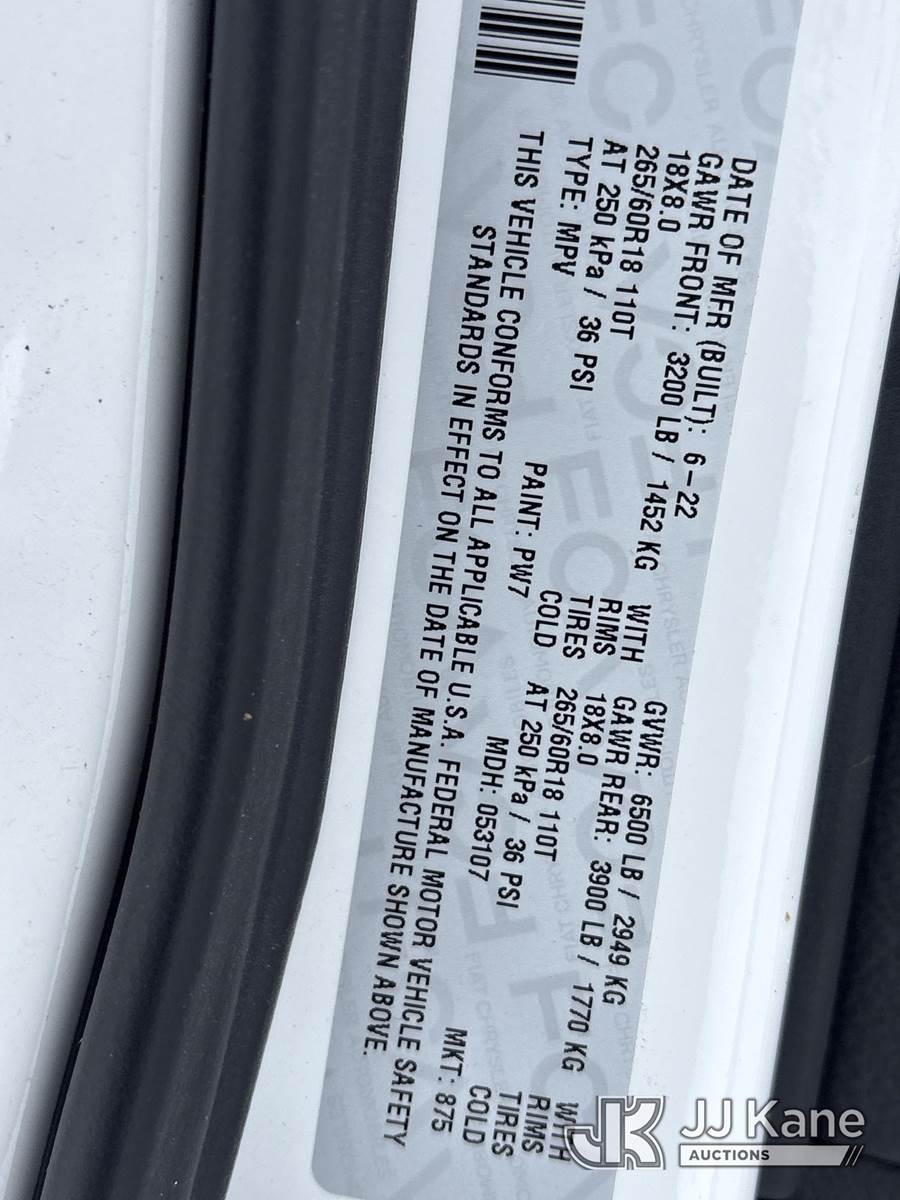 DATE OF MFR (BUILT): 6-22 GVWR: 6500 LB / 2949 KG
GAWR FRONT: 3200 LB / 1452 KG WITH GAWR REAR: 3900 LB / 1770 KG WITH
18X8.0 RIMS 18X8.0 RIMS
265/60R18 110T TIRES 265/60R18 110T TIRES
AT 250 kPa / 36 PSI COLD AT 250 kPa / 36 PSI COLD
TYPE: MPV PAINT: PW7 MDH: 053107 MKT: 875
THIS VEHICLE CONFORMS TO ALL APPLICABLE U.S.A. FEDERAL MOTOR VEHICLE SAFETY
STANDARDS IN EFFECT ON THE DATE OF MANUFACTURE SHOWN ABOVE.
JK JJ Kane
AUCTIONS